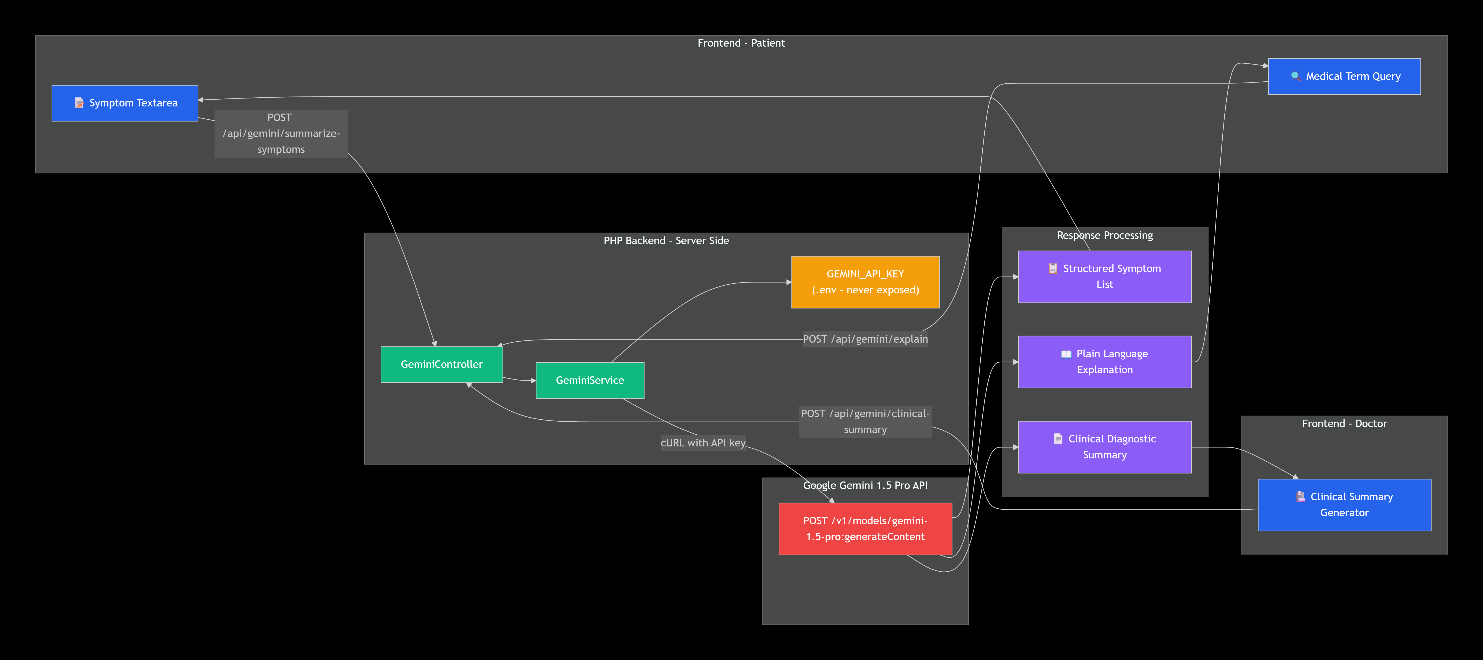 Frontend - Patient
Symptom Textarea
Medical Term Query
POST
/api/gemini/summarize-
symptoms
PHP Backend - Server Side
GEMINI_API_KEY
(.env - never exposed)
POST /api/gemini/explain
GeminiController
GeminiService
POST /api/gemini/clinical-
summary
cURL with API key
Response Processing
Structured Symptom
List
Plain Language
Explanation
Clinical Diagnostic
Summary
Frontend - Doctor
Clinical Summary
Generator
Google Gemini 1.5 Pro API
POST /v1/models/gemini-
1.5-pro:generateContent